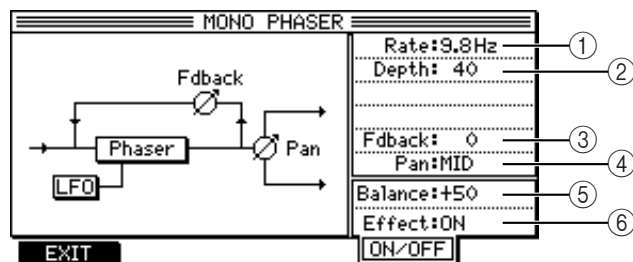 MONO PHASER
Rate:9.8Hz
①
Depth: 40
②
Fdback
Phaser
Pan
LFO
Fdback: 0
③
Pan:MID
④
Balance:+50
⑤
Effect:ON
⑥
EXIT
ON/OFF